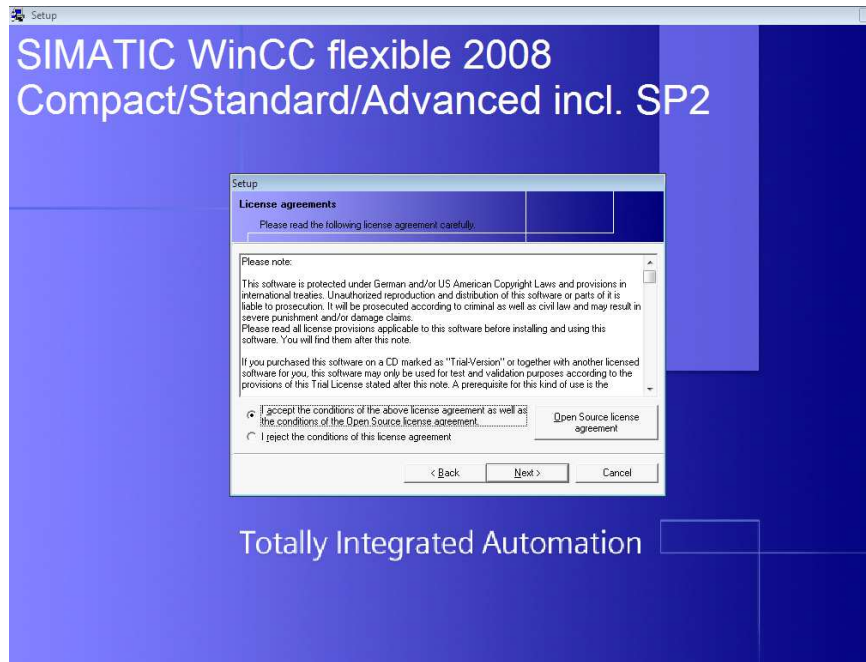 Setup
SIMATIC WinCC flexible 2008
Compact/Standard/Advanced incl. SP2
Setup
License agreements
Please read the following license agreement carefully.
Please note:
This software is protected under German and/or US American Copyright Laws and provisions in
international treaties. Unauthorized reproduction and distribution of this software or parts of it is
liable to prosecution. It will be prosecuted according to criminal as well as civil law and may result in
severe punishment and/or damage claims.
Please read all license provisions applicable to this software before installing and using this
software. You will find them after this note.
If you purchased this software on a CD marked as "Trial-Version" or together with another licensed
software for you, this software may only be used for test and validation purposes according to the
provisions of this Trial License stated after this note. A prerequisite for this kind of use is the
I accept the conditions of the above license agreement as well as
the conditions of the Open Source license agreement.
Open Source license
agreement
I reject the conditions of this license agreement
< Back
Next >
Cancel
Totally Integrated Automation